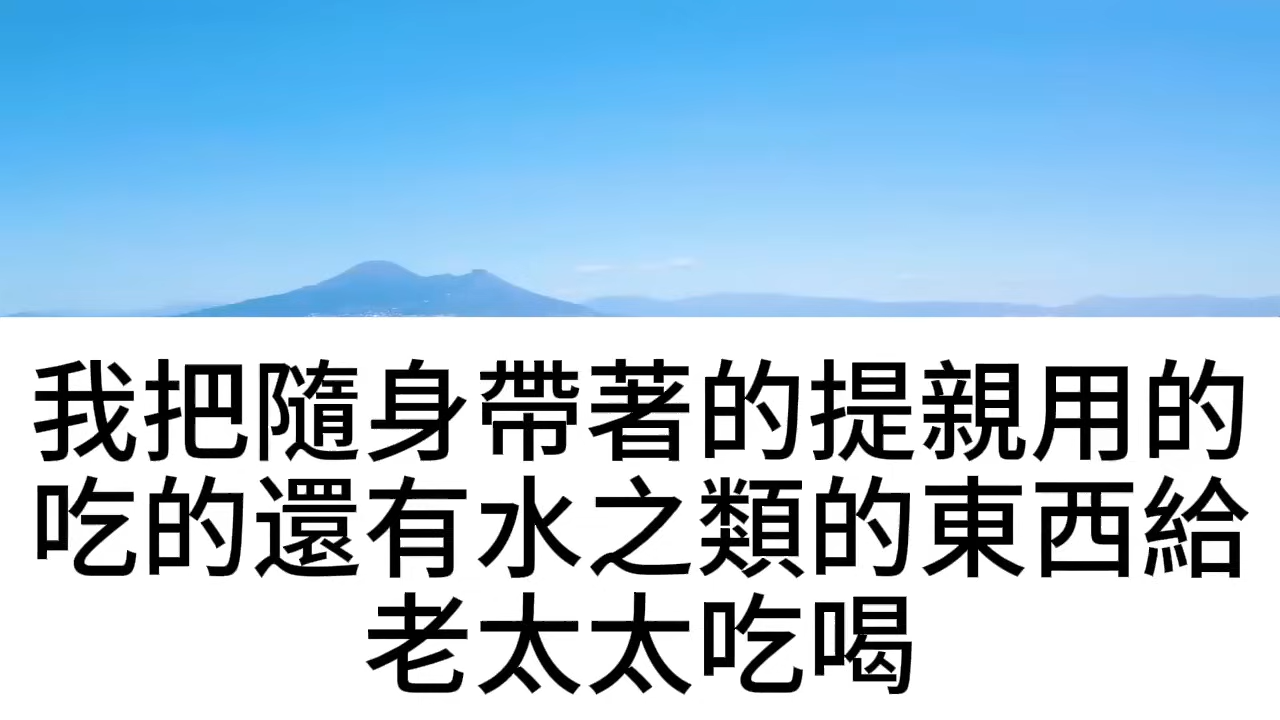 我把隨身帶著的提親用的
吃的還有水之類的東西給
老太太吃喝